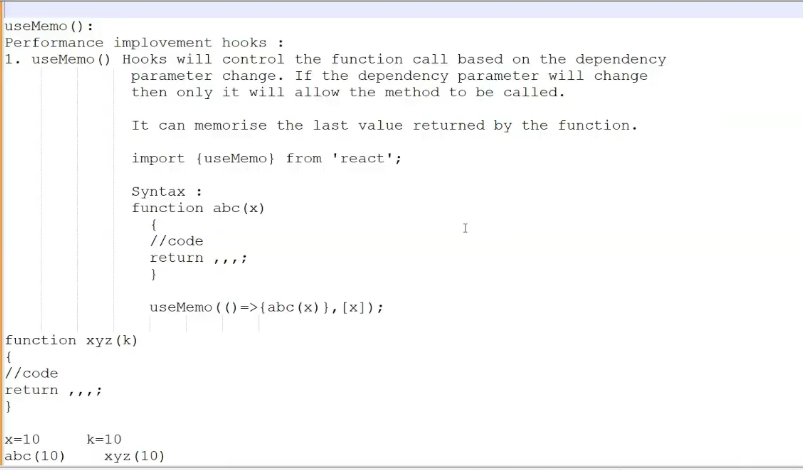 useMemo():
Performance implovement hooks :
1. useMemo() Hooks will control the function call based on the dependency
parameter change. If the dependency parameter will change
then only it will allow the method to be called.
It can memorise the last value returned by the function.
import {useMemo} from 'react';
Syntax :
function abc(x)
{
//code
return ,,,;
}
useMemo(()=>{abc(x)},[x]);
function xyz(k)
{
//code
return ,,,;
}
x=10 k=10
abc(10) xyz(10)